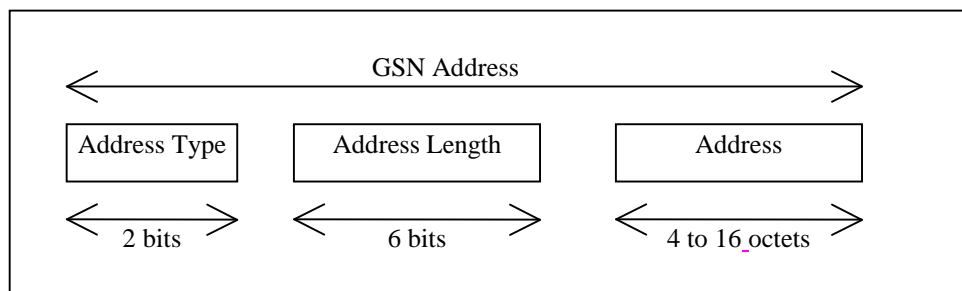 GSN Address
Address Type Address Length Address
2 bits 6 bits 4 to 16 octets